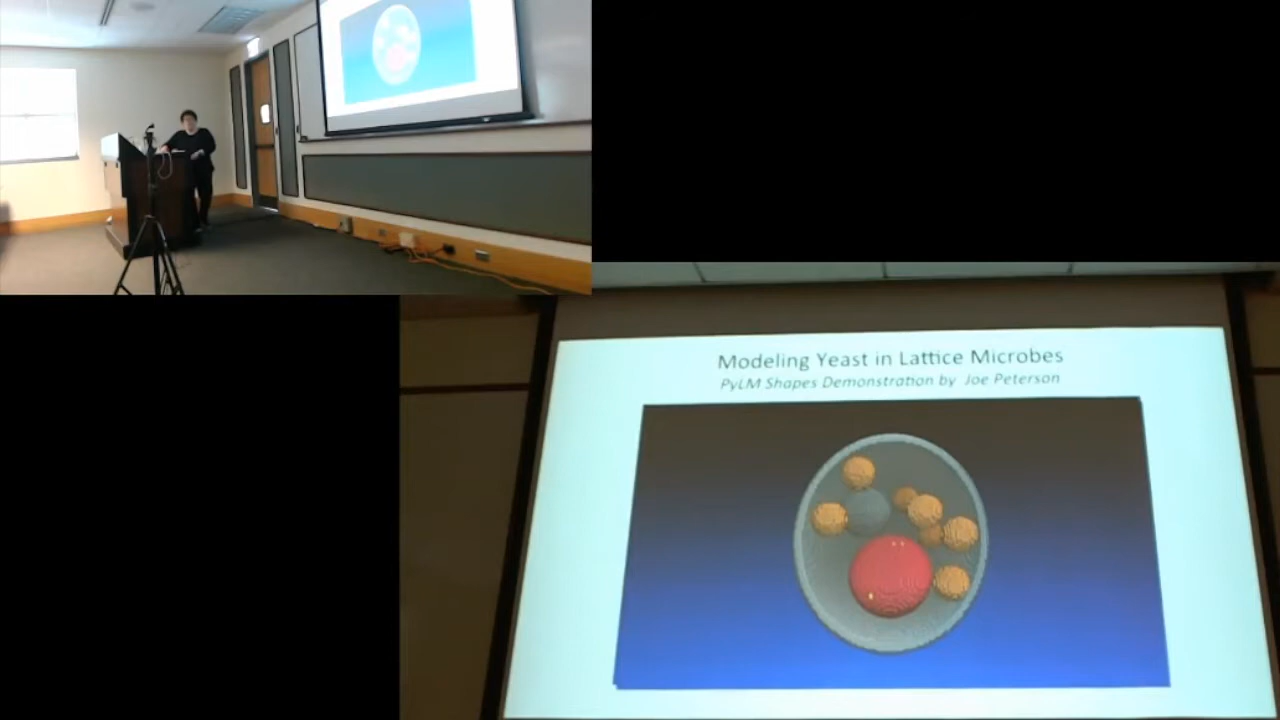 Modeling Yeast in Lattice Microbes
PyLM Shapes Demonstration by Joe Peterson